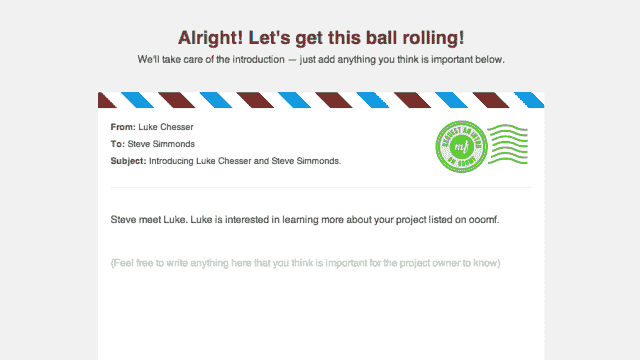 Alright! Let's get this ball rolling!
We'll take care of the introduction — just add anything you think is important below.
From: Luke Chesser
To: Steve Simmonds
Subject: Introducing Luke Chesser and Steve Simmonds.
REQUEST AN INTRO
mf
ON OOOMF
Steve meet Luke. Luke is interested in learning more about your project listed on ooomf.
(Feel free to write anything here that you think is important for the project owner to know)